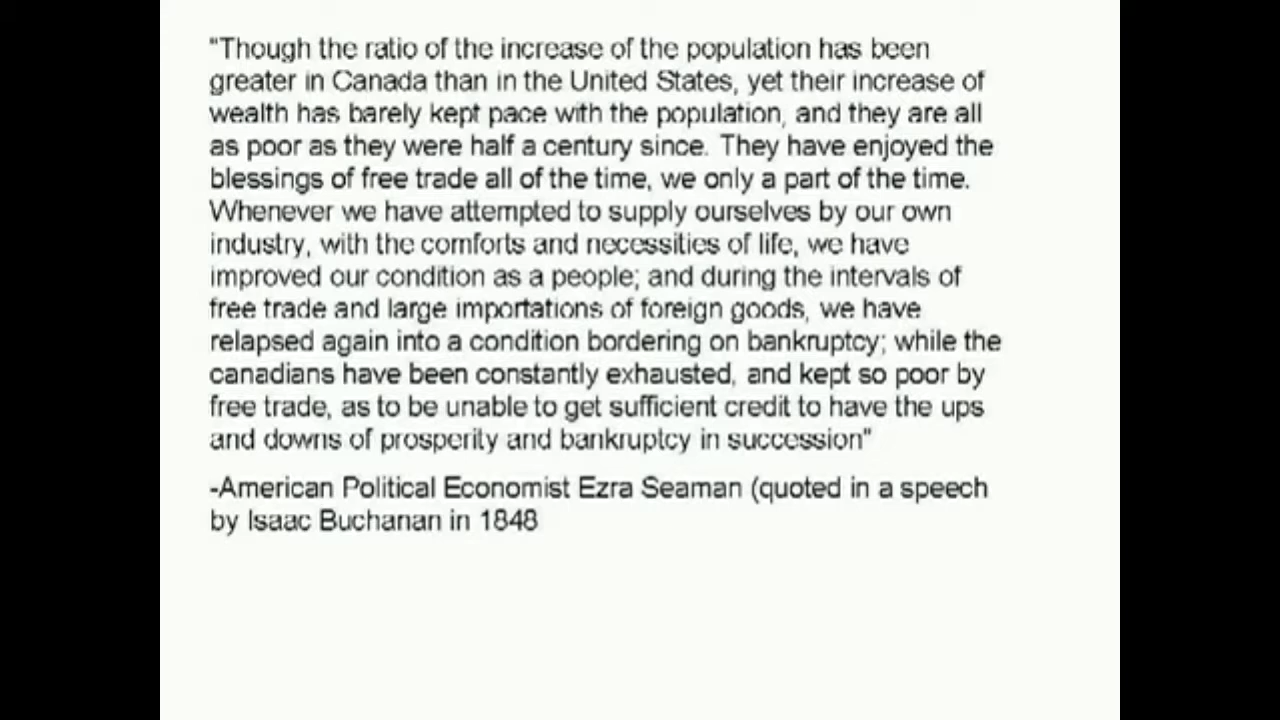 "Though the ratio of the increase of the population has been
greater in Canada than in the United States, yet their increase of
wealth has barely kept pace with the population, and they are all
as poor as they were half a century since. They have enjoyed the
blessings of free trade all of the time, we only a part of the time.
Whenever we have attempted to supply ourselves by our own
industry, with the comforts and necessities of life, we have
improved our condition as a people; and during the intervals of
free trade and large importations of foreign goods, we have
relapsed again into a condition bordering on bankruptcy; while the
canadians have been constantly exhausted, and kept so poor by
free trade, as to be unable to get sufficient credit to have the ups
and downs of prosperity and bankruptcy in succession"
-American Political Economist Ezra Seaman (quoted in a speech
by Isaac Buchanan in 1848